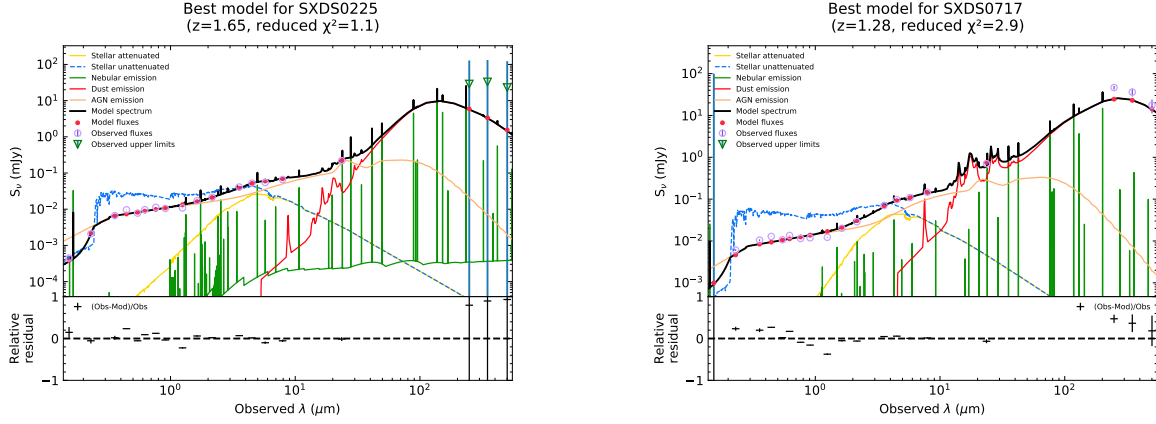 Best model for SXDS0225
(z=1.65, reduced χ²=1.1)
Stellar attenuated
Stellar unattenuated
Nebular emission
Dust emission
AGN emission
Model spectrum
Model fluxes
Observed fluxes
Observed upper limits
S_ν (mJy)
10²
10¹
10⁰
10⁻¹
10⁻²
10⁻³
10⁻⁴
(Obs-Mod)/Obs
Relative
residual
1
0
−1
10⁰ 10¹ 10²
Observed λ (μm)
Best model for SXDS0717
(z=1.28, reduced χ²=2.9)
Stellar attenuated
Stellar unattenuated
Nebular emission
Dust emission
AGN emission
Model spectrum
Model fluxes
Observed fluxes
Observed upper limits
S_ν (mJy)
10²
10¹
10⁰
10⁻¹
10⁻²
10⁻³
(Obs-Mod)/Obs
Relative
residual
1
0
−1
10⁰ 10¹ 10²
Observed λ (μm)